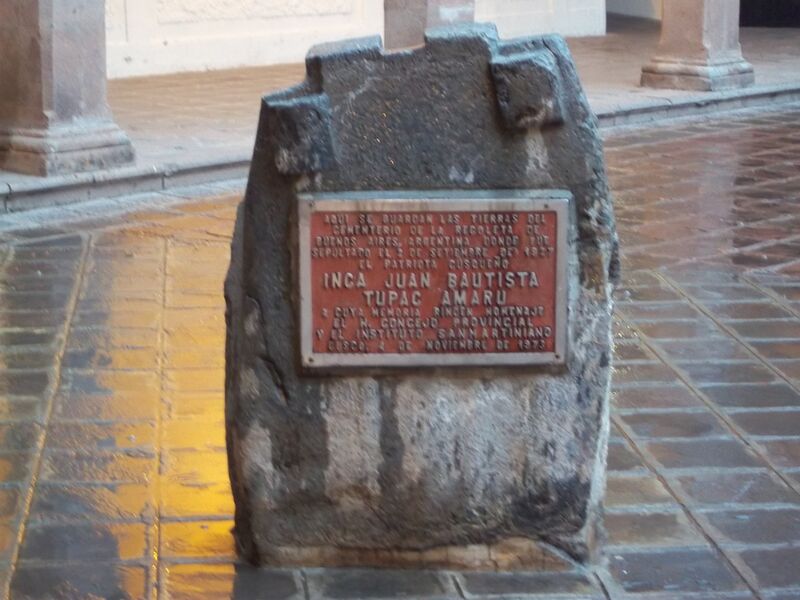 AQUI SE GUARDAN LAS TIERRAS DEL
CEMENTERIO DE LA RECOLETA DE
BUENOS AIRES, ARGENTINA DONDE FUE
SEPULTADO EL 2 DE SETIEMBRE DE 1827
EL PATRIOTA CUSQUEÑO
INCA JUAN BAUTISTA
TUPAC AMARU
A CUYA MEMORIA RINDEN HOMENAJE
EL H. CONCEJO PROVINCIAL
Y EL INSTITUTO SANMARTINIANO
CUSCO, 4 DE NOVIEMBRE DE 1973